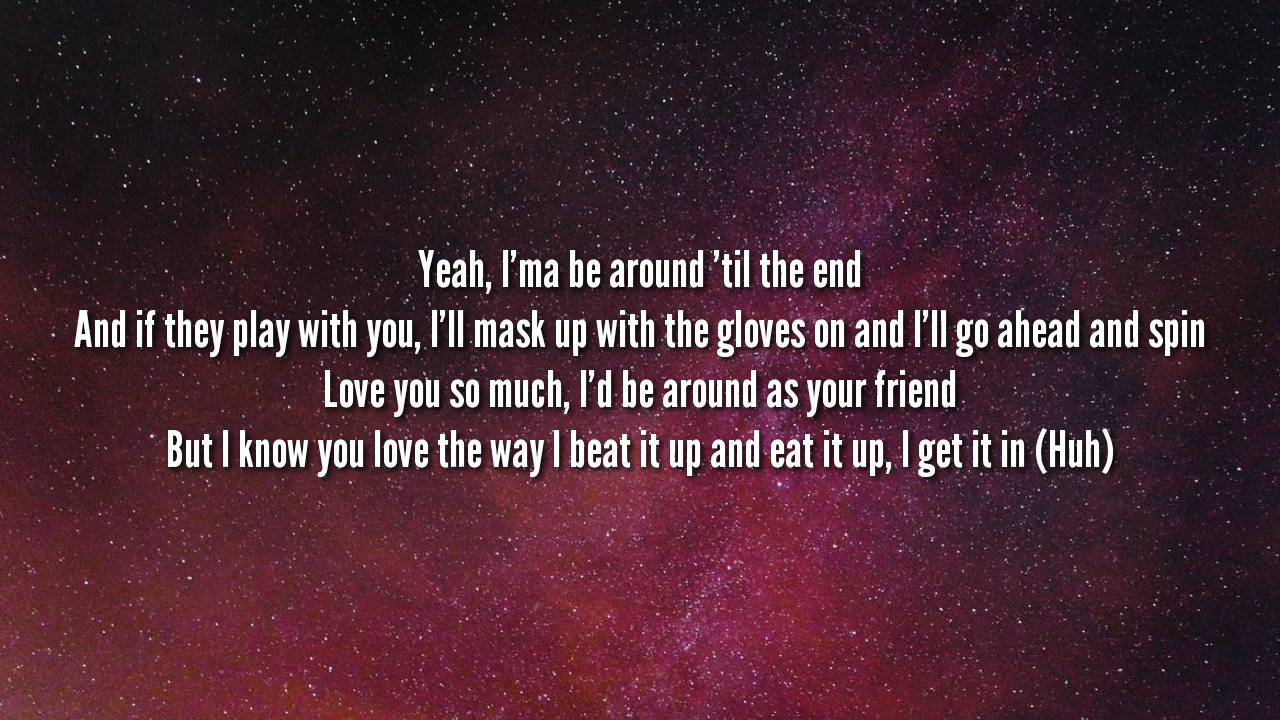 Yeah, I'ma be around 'til the end
And if they play with you, I'll mask up with the gloves on and I'll go ahead and spin
Love you so much, I'd be around as your friend
But I know you love the way I beat it up and eat it up, I get it in (Huh)